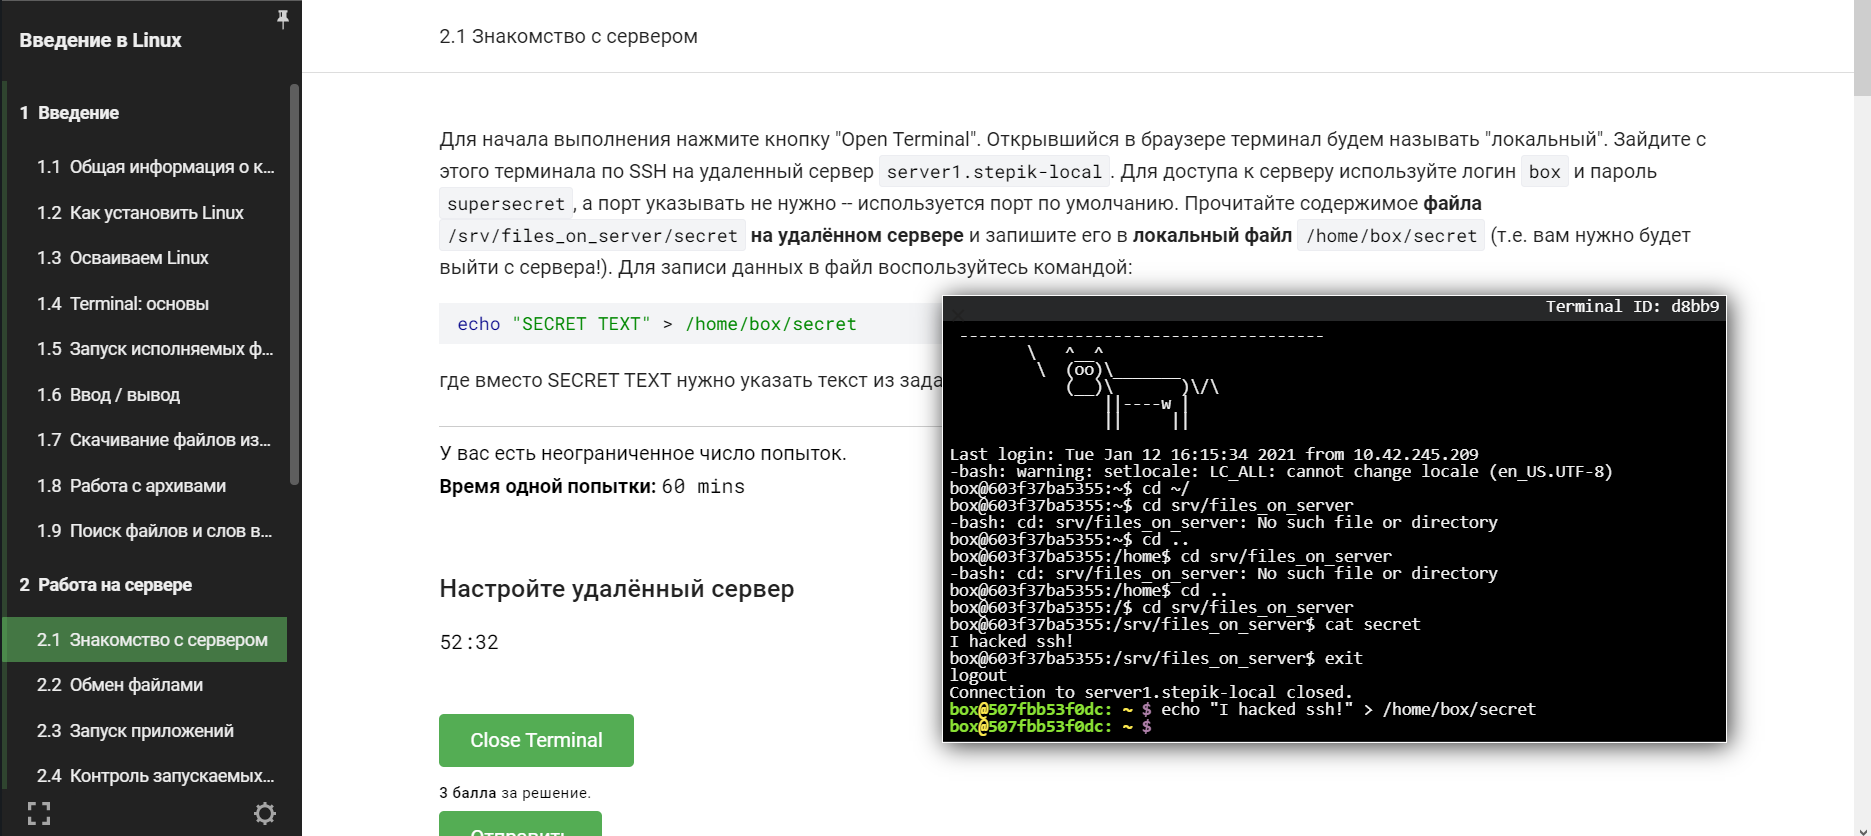 Введение в Linux
1 Введение
1.1 Общая информация о к...
1.2 Как установить Linux
1.3 Осваиваем Linux
1.4 Terminal: основы
1.5 Запуск исполняемых ф...
1.6 Ввод / вывод
1.7 Скачивание файлов из...
1.8 Работа с архивами
1.9 Поиск файлов и слов в...
2 Работа на сервере
2.1 Знакомство с сервером
2.2 Обмен файлами
2.3 Запуск приложений
2.4 Контроль запускаемых...
2.1 Знакомство с сервером
Для начала выполнения нажмите кнопку "Open Terminal". Открывшийся в браузере терминал будем называть "локальный". Зайдите с
этого терминала по SSH на удаленный сервер server1.stepik-local. Для доступа к серверу используйте логин box и пароль
supersecret, а порт указывать не нужно -- используется порт по умолчанию. Прочитайте содержимое файла
/srv/files_on_server/secret на удалённом сервере и запишите его в локальный файл /home/box/secret (т.е. вам нужно будет
выйти с сервера!). Для записи данных в файл воспользуйтесь командой:
echo "SECRET TEXT" > /home/box/secret
где вместо SECRET TEXT нужно указать текст из зада
У вас есть неограниченное число попыток.
Время одной попытки: 60 mins
Настройте удалённый сервер
52:32
Close Terminal
3 балла за решение.
Отправить
Terminal ID: d8bb9
--------------------------------------
\   ^__^
 \  (oo)\_______
    (__)\       )\/\
        ||----w |
        ||     ||
Last login: Tue Jan 12 16:15:34 2021 from 10.42.245.209
-bash: warning: setlocale: LC_ALL: cannot change locale (en_US.UTF-8)
box@603f37ba5355:~$ cd ~/
box@603f37ba5355:~$ cd srv/files_on_server
-bash: cd: srv/files_on_server: No such file or directory
box@603f37ba5355:~$ cd ..
box@603f37ba5355:/home$ cd srv/files_on_server
-bash: cd: srv/files_on_server: No such file or directory
box@603f37ba5355:/home$ cd ..
box@603f37ba5355:/$ cd srv/files_on_server
box@603f37ba5355:/srv/files_on_server$ cat secret
I hacked ssh!
box@603f37ba5355:/srv/files_on_server$ exit
logout
Connection to server1.stepik-local closed.
box@507fbb53f0dc: ~ $ echo "I hacked ssh!" > /home/box/secret
box@507fbb53f0dc: ~ $